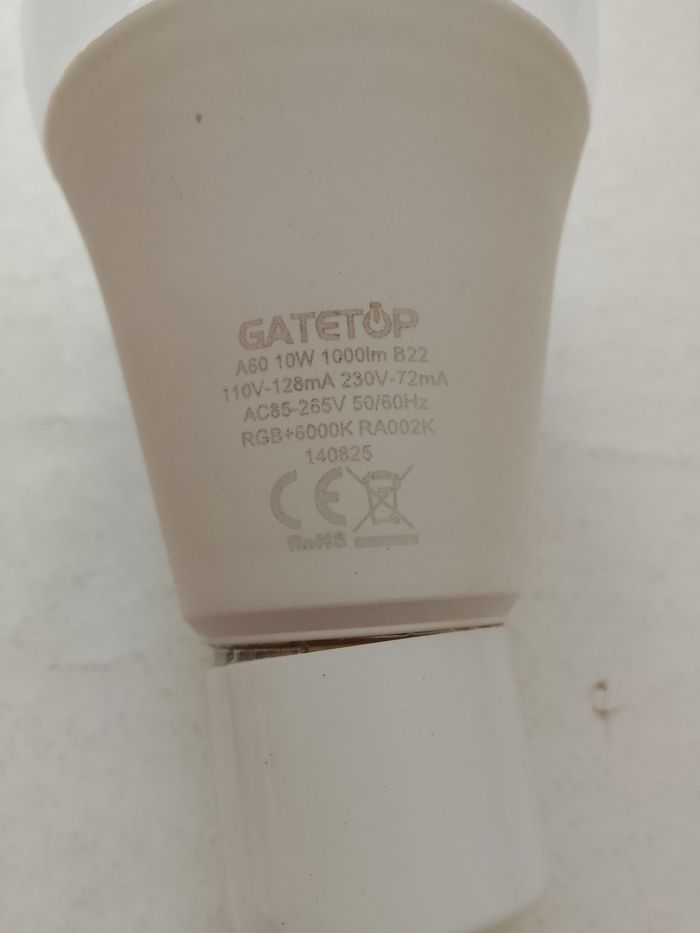 GATETOP
A60 10W 1000lm B22
110V-128mA 230V-72mA
AC85-265V 50/60Hz
RGB+6000K RA002K
140825
CE
RoHS